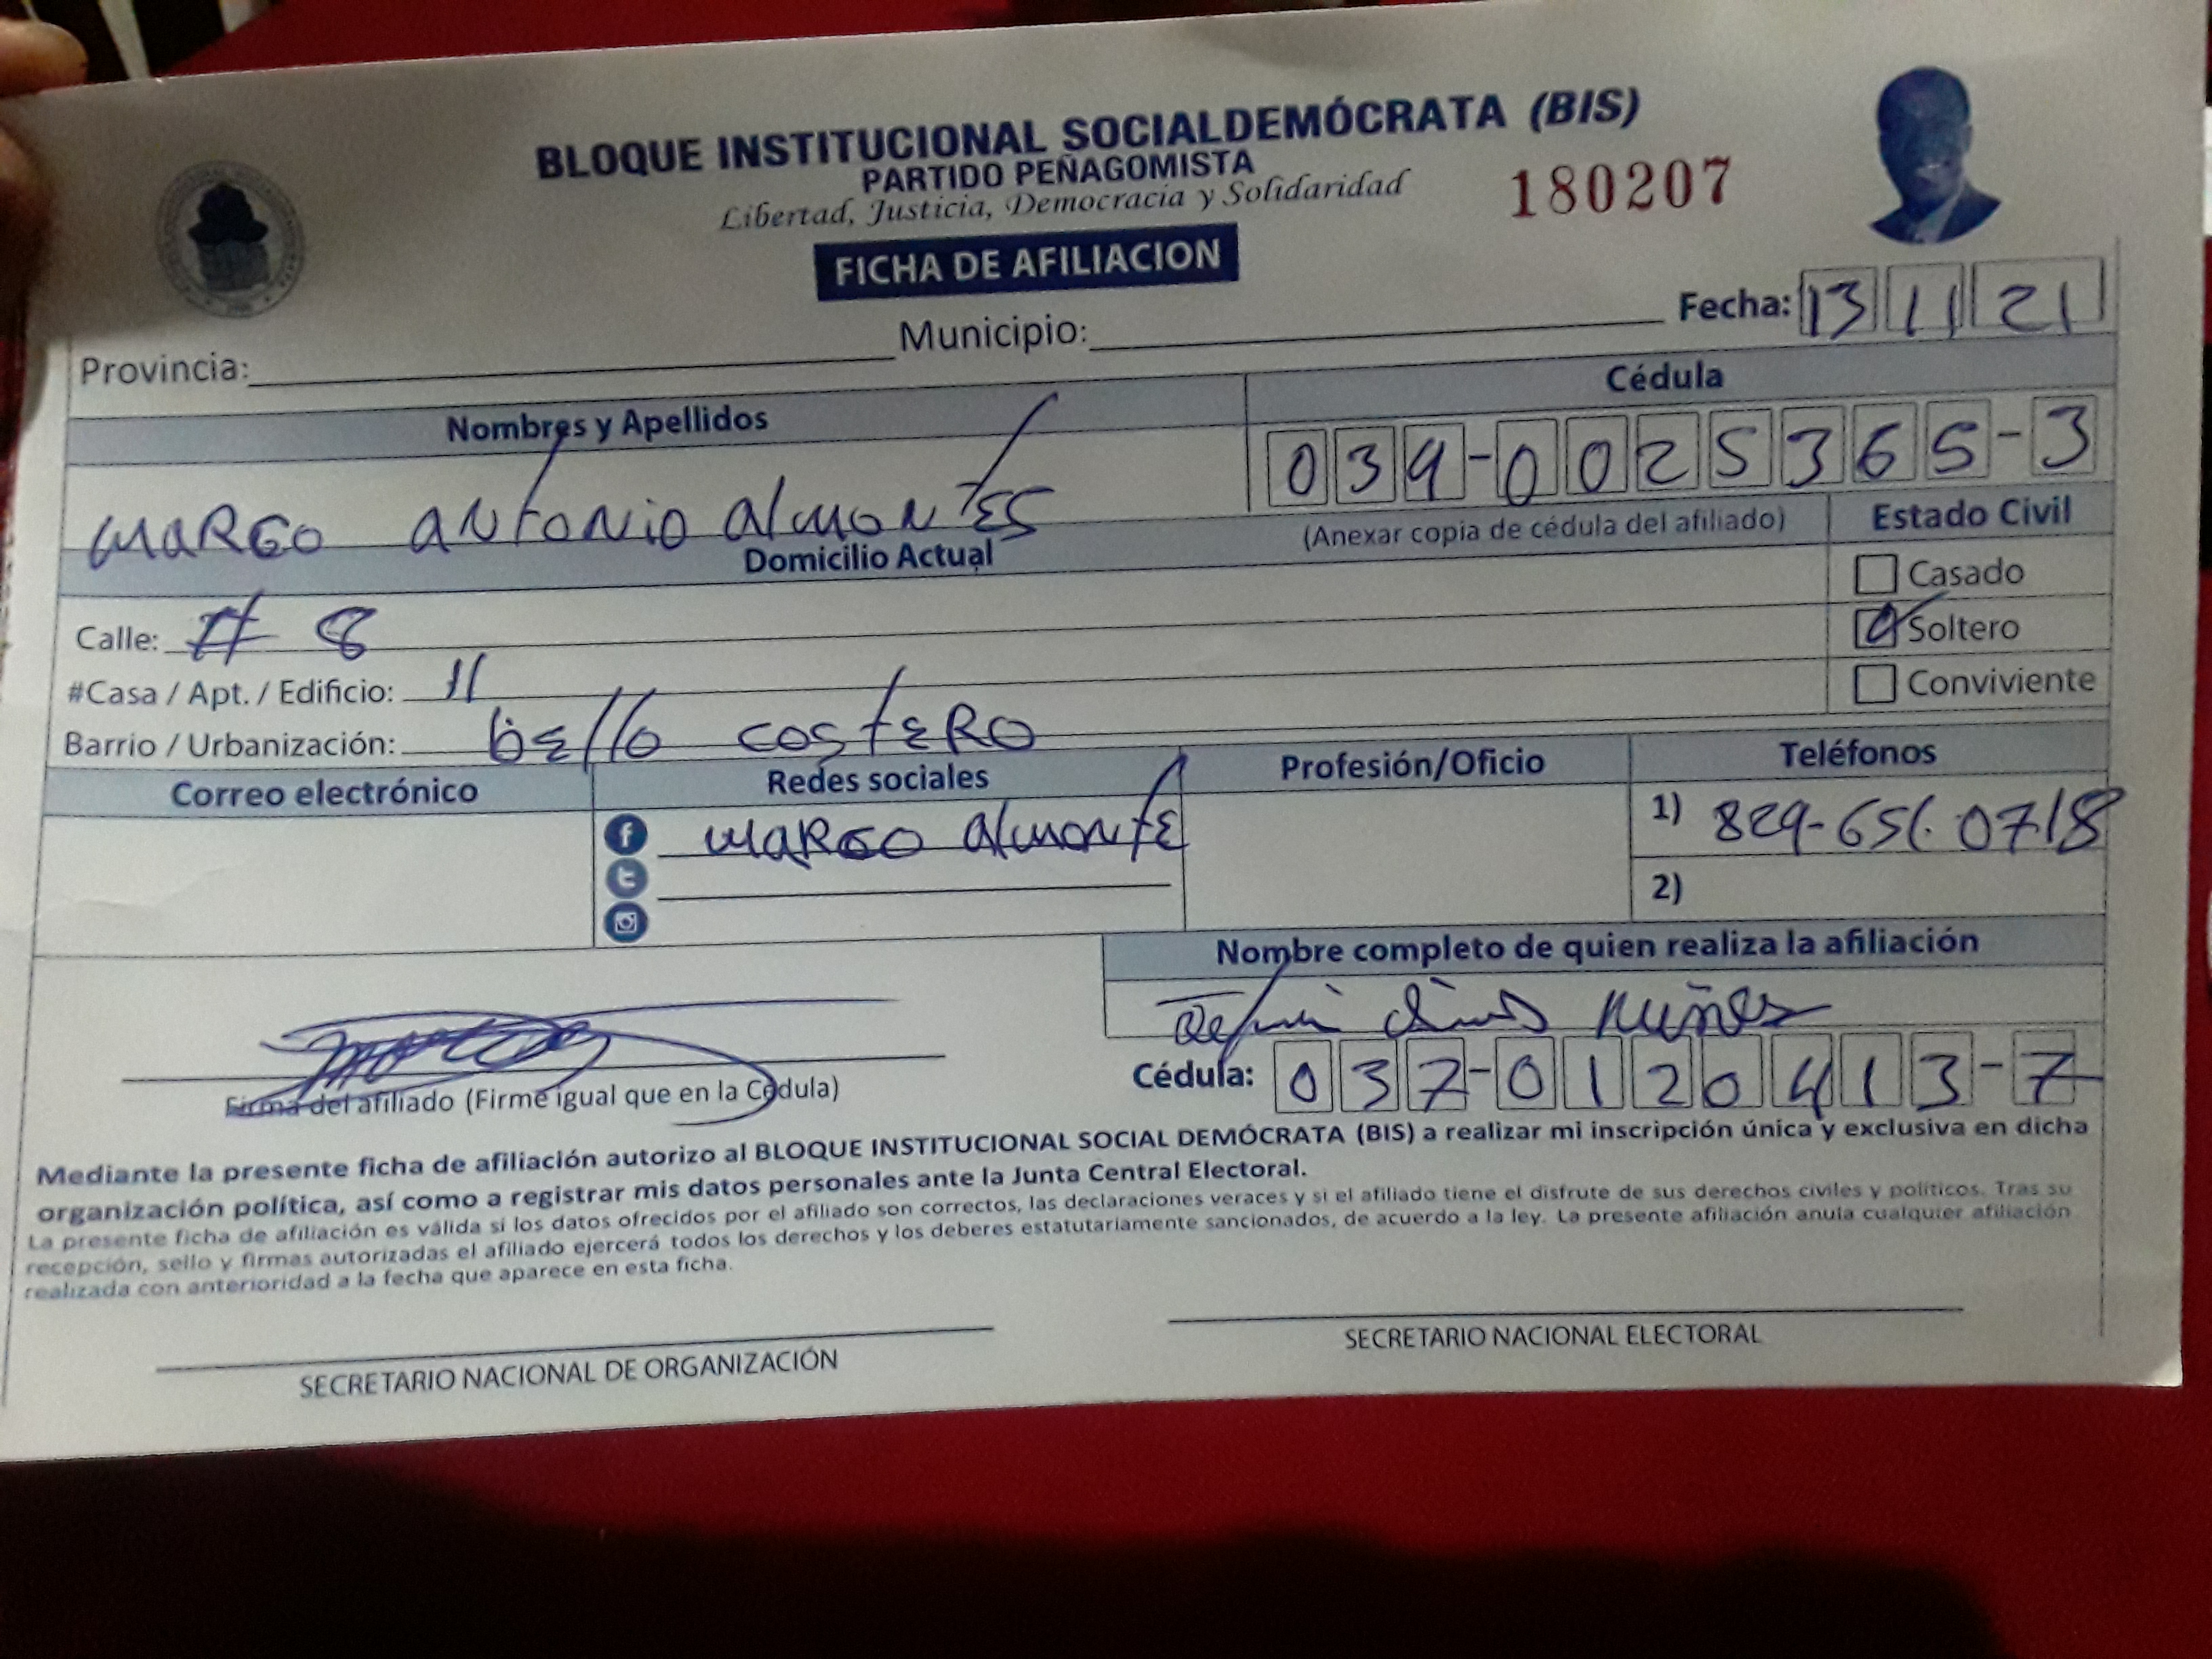 BLOQUE INSTITUCIONAL SOCIALDEMÓCRATA (BIS)
PARTIDO PEÑAGOMISTA
Libertad, Justicia, Democracia y Solidaridad
180207
FICHA DE AFILIACION
Fecha: 13 11 21
Provincia: Municipio:
Nombres y Apellidos
Cédula
marco antonio almontes
034-0025365-3
(Anexar copia de cédula del afiliado)
Estado Civil
Domicilio Actual
Casado
Calle: # 8
Soltero
#Casa / Apt. / Edificio: 11
Conviviente
Barrio / Urbanización: bello costero
Correo electrónico
Redes sociales
Profesión/Oficio
Teléfonos
marco almonte
1) 829-651-0718
2)
Nombre completo de quien realiza la afiliación
Nuñez
Cédula: 037-0120413-7
Firma del afiliado (Firme igual que en la Cédula)
Mediante la presente ficha de afiliación autorizo al BLOQUE INSTITUCIONAL SOCIAL DEMÓCRATA (BIS) a realizar mi inscripción única y exclusiva en dicha
organización política, así como a registrar mis datos personales ante la Junta Central Electoral.
La presente ficha de afiliación es válida si los datos ofrecidos por el afiliado son correctos, las declaraciones veraces y si el afiliado tiene el disfrute de sus derechos civiles y políticos. Tras su
recepción, sello y firmas autorizadas el afiliado ejercerá todos los derechos y los deberes estatutariamente sancionados, de acuerdo a la ley. La presente afiliación anula cualquier afiliación
realizada con anterioridad a la fecha que aparece en esta ficha.
SECRETARIO NACIONAL DE ORGANIZACIÓN
SECRETARIO NACIONAL ELECTORAL